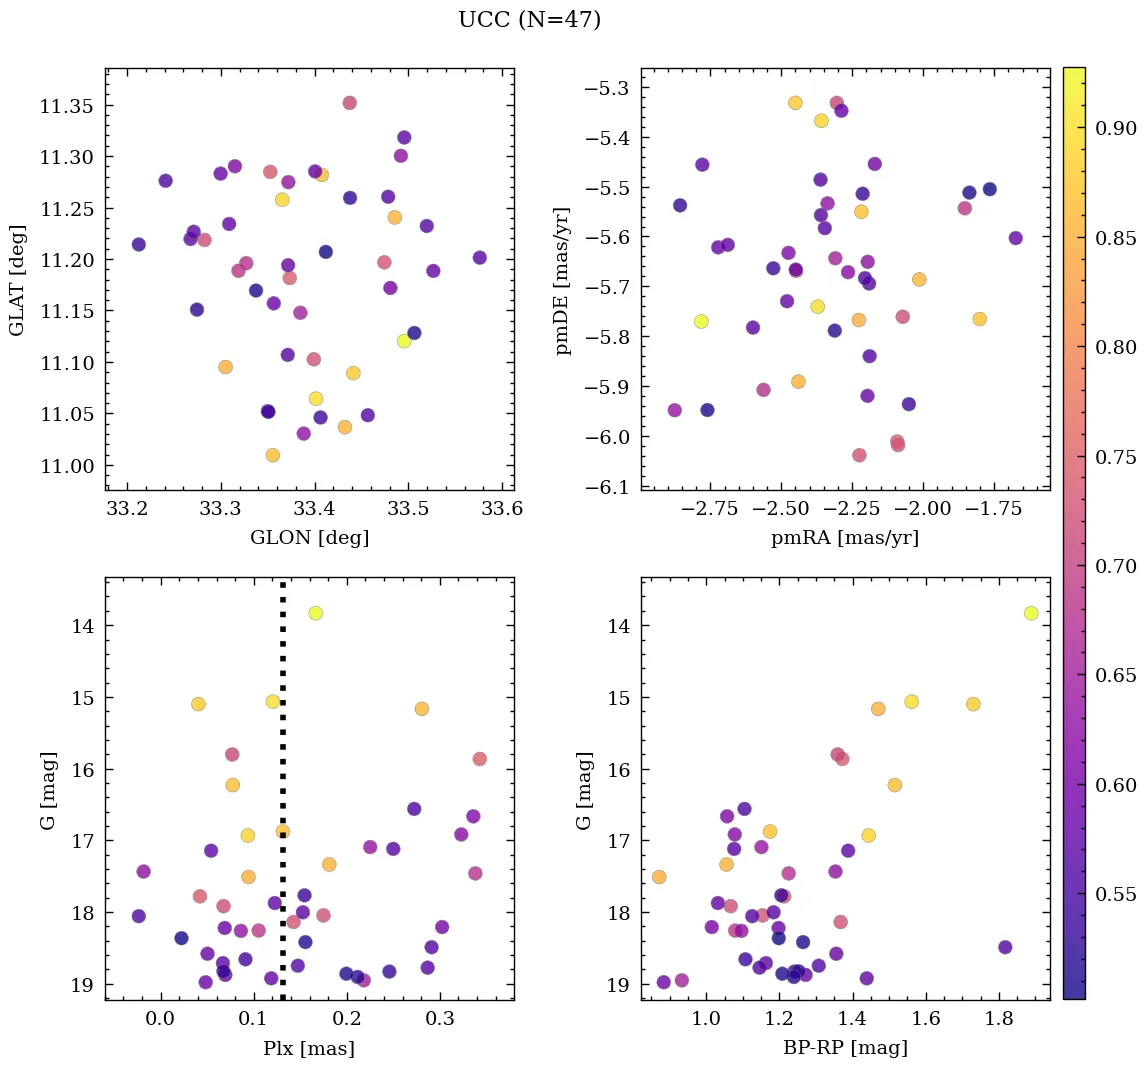 UCC (N=47)
11.35
11.30
11.25
11.20
11.15
11.10
11.05
11.00
GLAT [deg]
33.2 33.3 33.4 33.5 33.6
GLON [deg]
−5.3
−5.4
−5.5
−5.6
−5.7
−5.8
−5.9
−6.0
−6.1
pmDE [mas/yr]
−2.75 −2.50 −2.25 −2.00 −1.75
pmRA [mas/yr]
14
15
16
17
18
19
G [mag]
0.0 0.1 0.2 0.3
Plx [mas]
14
15
16
17
18
19
G [mag]
1.0 1.2 1.4 1.6 1.8
BP-RP [mag]
0.90
0.85
0.80
0.75
0.70
0.65
0.60
0.55